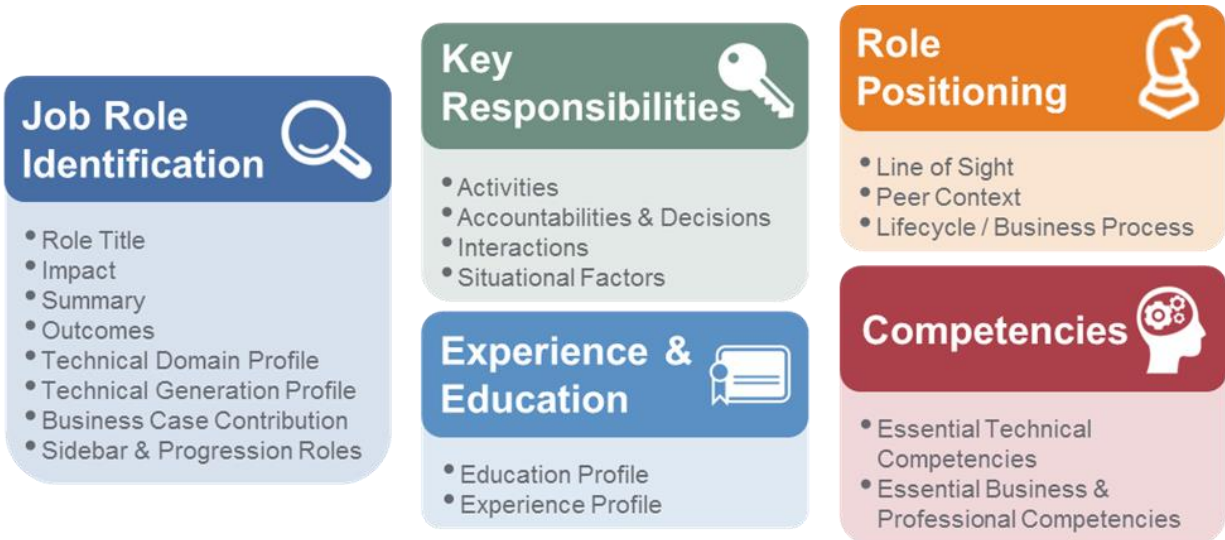 Job Role
Identification
• Role Title
• Impact
• Summary
• Outcomes
• Technical Domain Profile
• Technical Generation Profile
• Business Case Contribution
• Sidebar & Progression Roles
Key
Responsibilities
• Activities
• Accountabilities & Decisions
• Interactions
• Situational Factors
Experience &
Education
• Education Profile
• Experience Profile
Role
Positioning
• Line of Sight
• Peer Context
• Lifecycle / Business Process
Competencies
• Essential Technical
Competencies
• Essential Business &
Professional Competencies